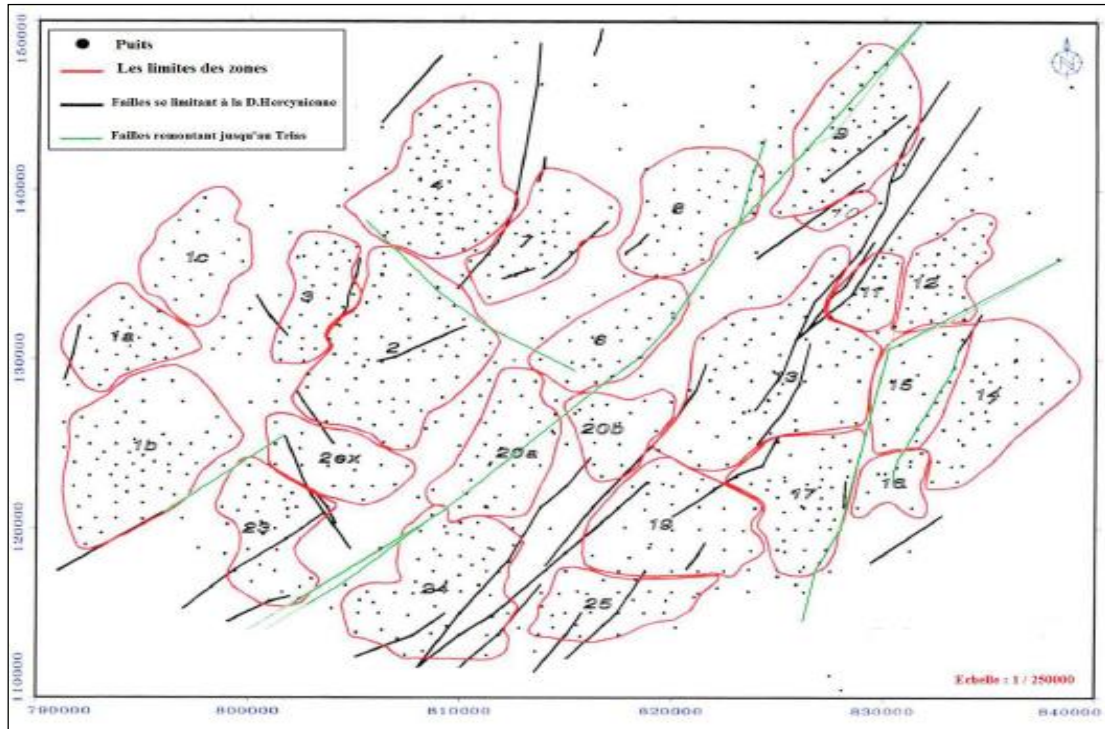 Puits
Les limites des zones
Failles se limitant à la D.Hercynienne
Failles remontant jusqu'au Trias
N
150000
140000
130000
120000
110000
790000
800000
810000
820000
830000
840000
4
9
1c
7
8
10
3
11
12
1a
2
6
13
15
14
1b
20a
20b
2ex
16
17
23
19
24
25
Echelle : 1 / 250000